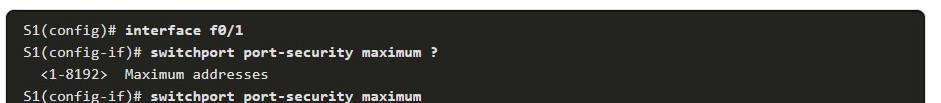 S1(config)# interface f0/1
S1(config-if)# switchport port-security maximum ?
<1-8192> Maximum addresses
S1(config-if)# switchport port-security maximum